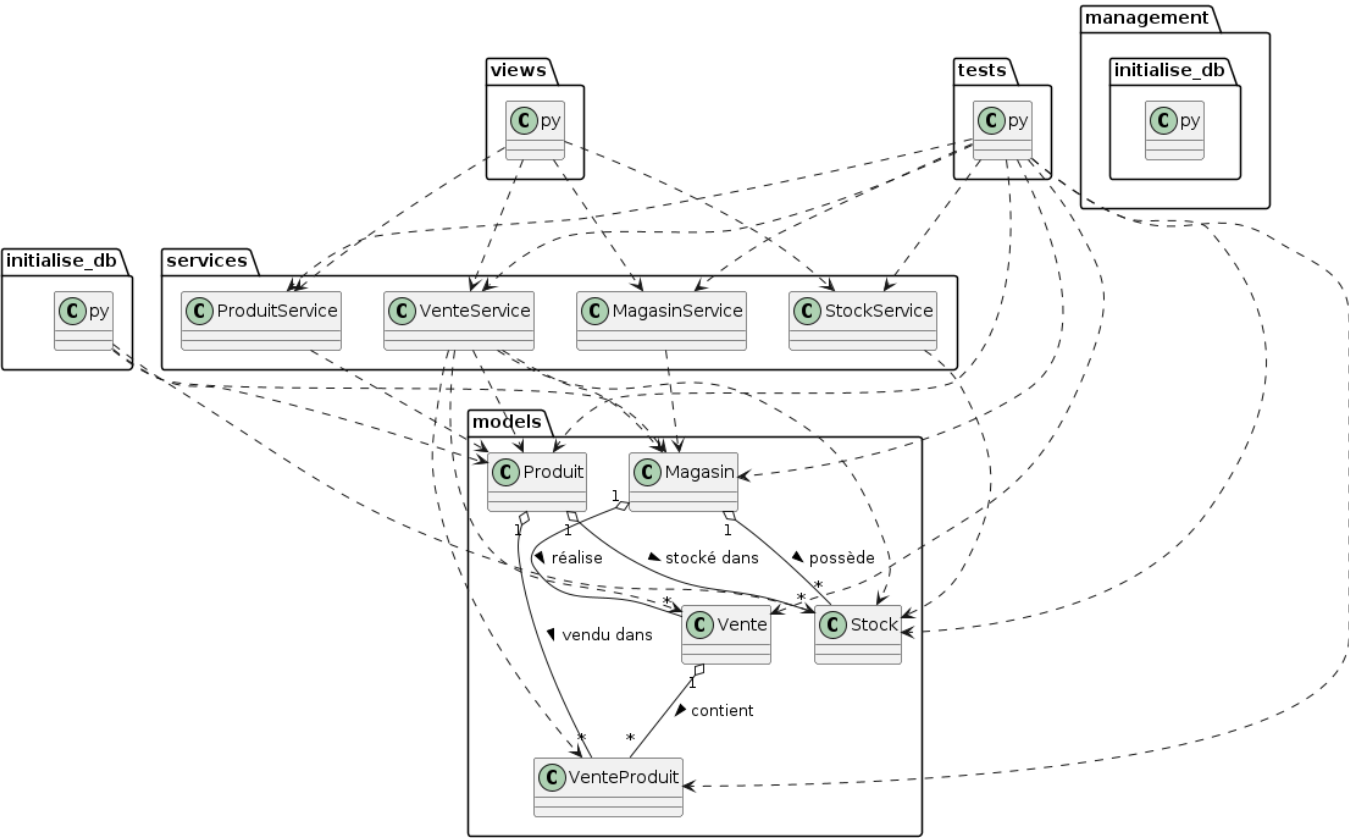 management
views
tests
initialise_db
C py
C py
C py
initialise_db
services
C py
C ProduitService
C VenteService
C MagasinService
C StockService
models
C Produit
C Magasin
1
1
1
1
réalise
stocké dans
possède
*
*
*
C Vente
C Stock
vendu dans
1
contient
*
*
C VenteProduit